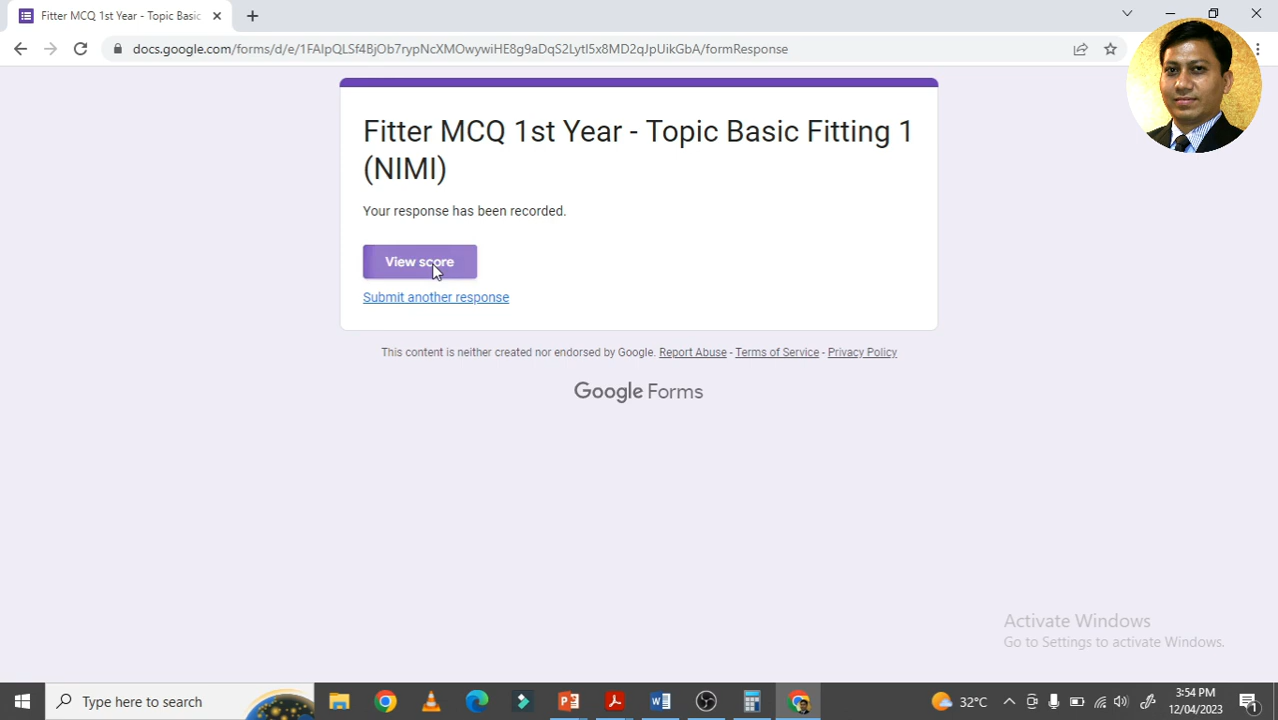 Fitter MCQ 1st Year - Topic Basic
docs.google.com/forms/d/e/1FAIpQLSf4BjOb7rypNcXMOwywiHE8g9aDqS2Lytl5x8MD2qJpUikGbA/formResponse
Fitter MCQ 1st Year - Topic Basic Fitting 1
(NIMI)
Your response has been recorded.
View score
Submit another response
This content is neither created nor endorsed by Google. Report Abuse - Terms of Service - Privacy Policy
Google Forms
Activate Windows
Go to Settings to activate Windows.
Type here to search
32°C
3:54 PM
12/04/2023
1